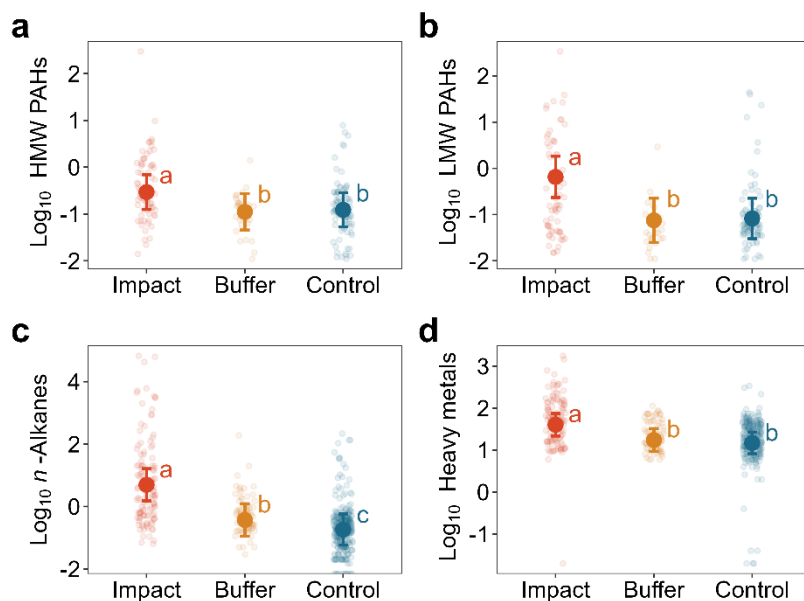 a
Log10 HMW PAHs
2
1
0
-1
-2
a
b
b
Impact Buffer Control
b
Log10 LMW PAHs
2
1
0
-1
-2
a
b
b
Impact Buffer Control
c
Log10 n -Alkanes
4
2
0
-2
a
b
c
Impact Buffer Control
d
Log10 Heavy metals
3
2
1
0
-1
a
b
b
Impact Buffer Control